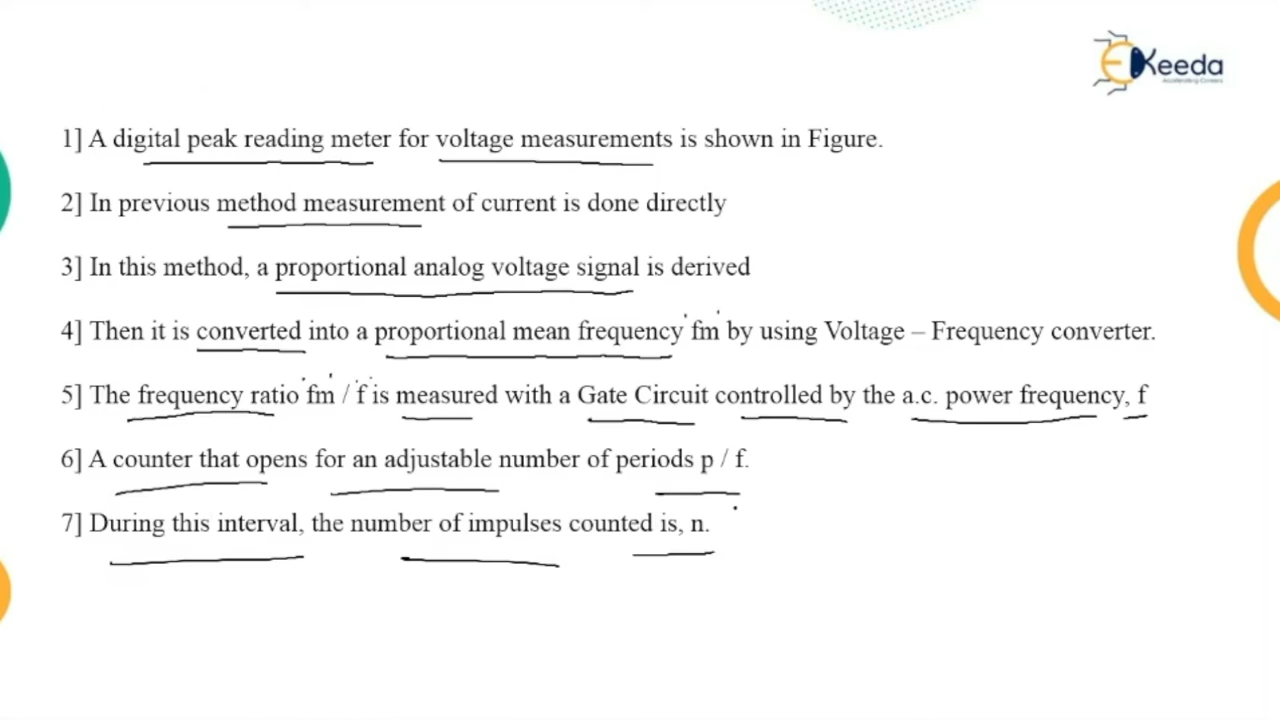 EKeeda
Accelerating Careers
1] A digital peak reading meter for voltage measurements is shown in Figure.
2] In previous method measurement of current is done directly
3] In this method, a proportional analog voltage signal is derived
4] Then it is converted into a proportional mean frequency 'fm' by using Voltage – Frequency converter.
5] The frequency ratio 'fm' / 'f' is measured with a Gate Circuit controlled by the a.c. power frequency, f
6] A counter that opens for an adjustable number of periods p / f.
7] During this interval, the number of impulses counted is, n.